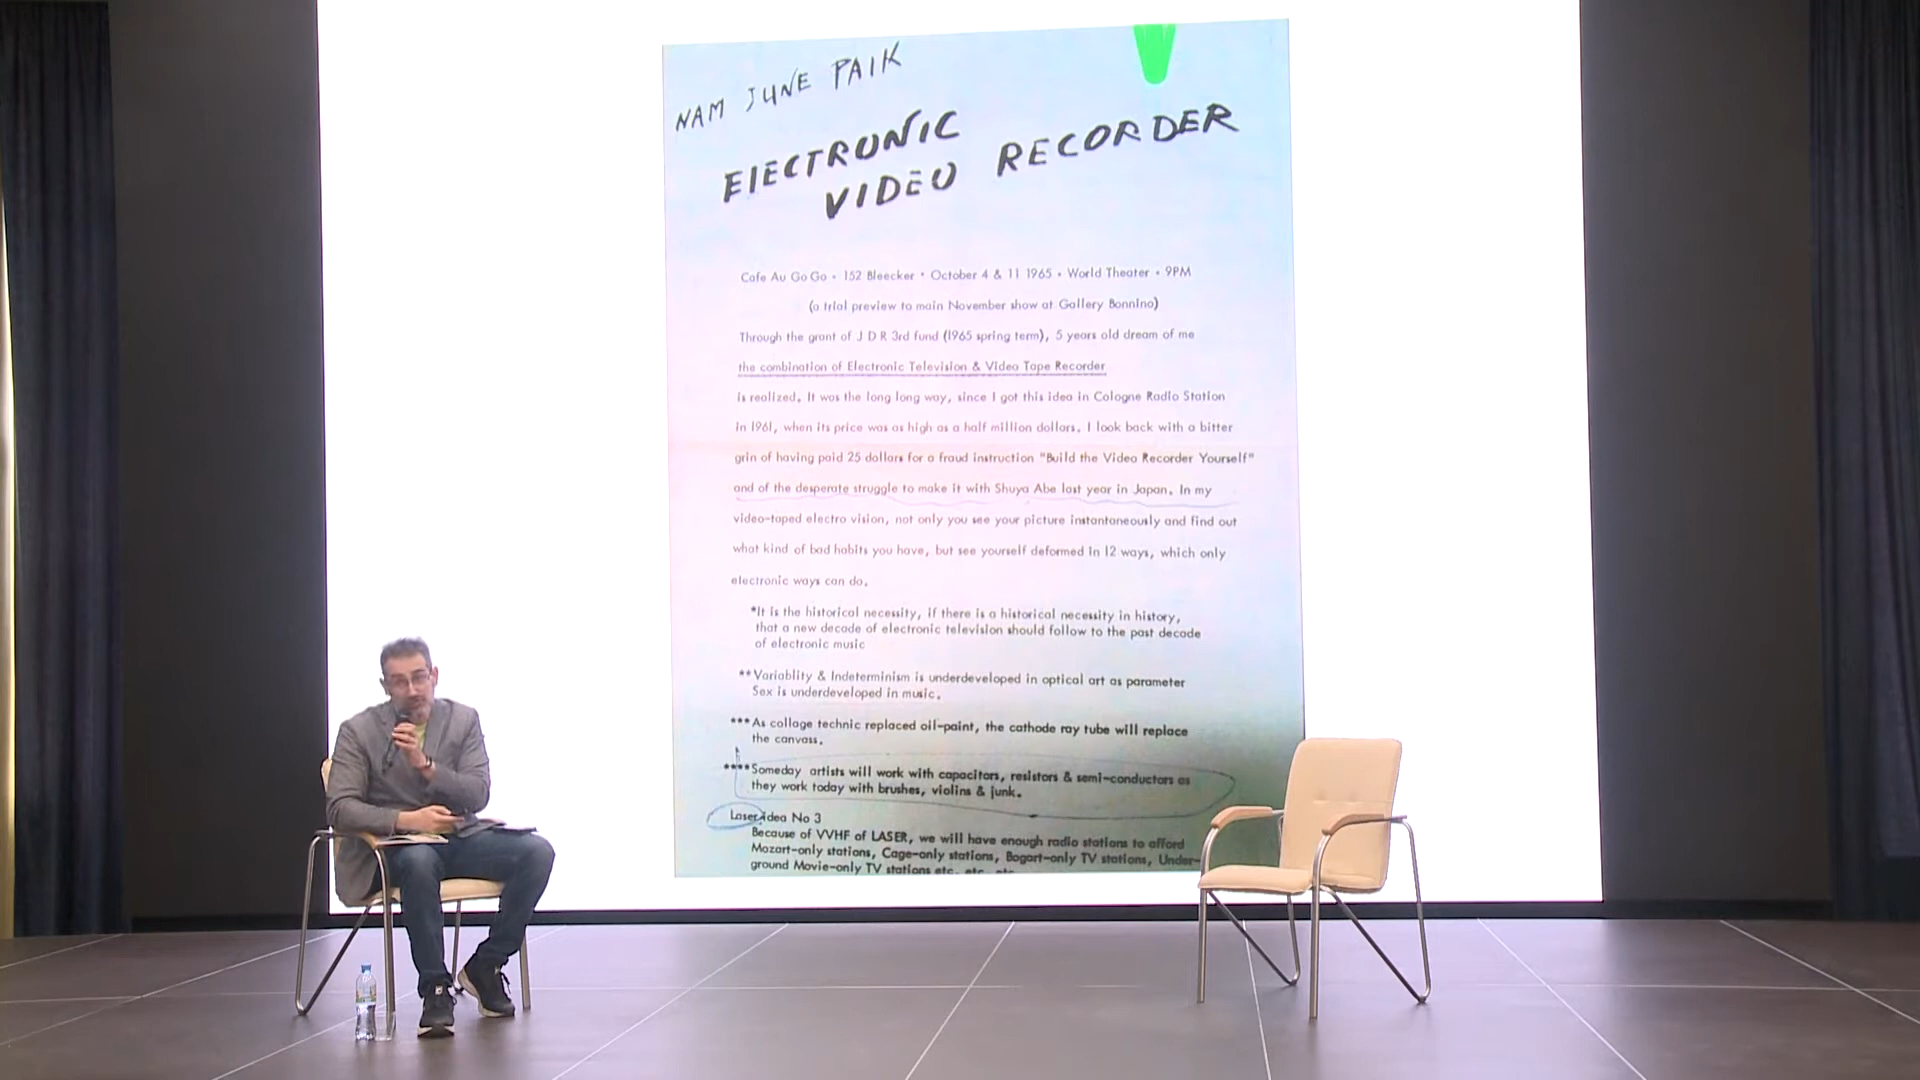 NAM JUNE PAIK
ElECTRONIC
VIDEO RECORDER
Cafe Au Go Go • 152 Bleecker • October 4 & 11 1965 • World Theater • 9PM
(a trial preview to main November show at Gallery Bonnino)
Through the grant of J D R 3rd fund (1965 spring term), 5 years old dream of me
the combination of Electronic Television & Video Tape Recorder
is realized. It was the long long way, since I got this idea in Cologne Radio Station
in 1961, when its price was as high as a half million dollars. I look back with a bitter
grin of having paid 25 dollars for a fraud instruction "Build the Video Recorder Yourself"
and of the desperate struggle to make it with Shuya Abe last year in Japan. In my
video-taped electro vision, not only you see your picture instantaneously and find out
what kind of bad habits you have, but see yourself deformed in 12 ways, which only
electronic ways can do.
*It is the historical necessity, if there is a historical necessity in history,
that a new decade of electronic television should follow to the past decade
of electronic music
**Variablity & Indeterminism is underdeveloped in optical art as parameter
Sex is underdeveloped in music.
***As collage technic replaced oil-paint, the cathode ray tube will replace
the canvass.
****Someday artists will work with capacitors, resistors & semi-conductors as
they work today with brushes, violins & junk.
Laser idea No 3
Because of VVHF of LASER, we will have enough radio stations to afford
Mozart-only stations, Cage-only stations, Bogart-only TV stations, Under-
ground Movie-only TV stations etc. etc. etc.